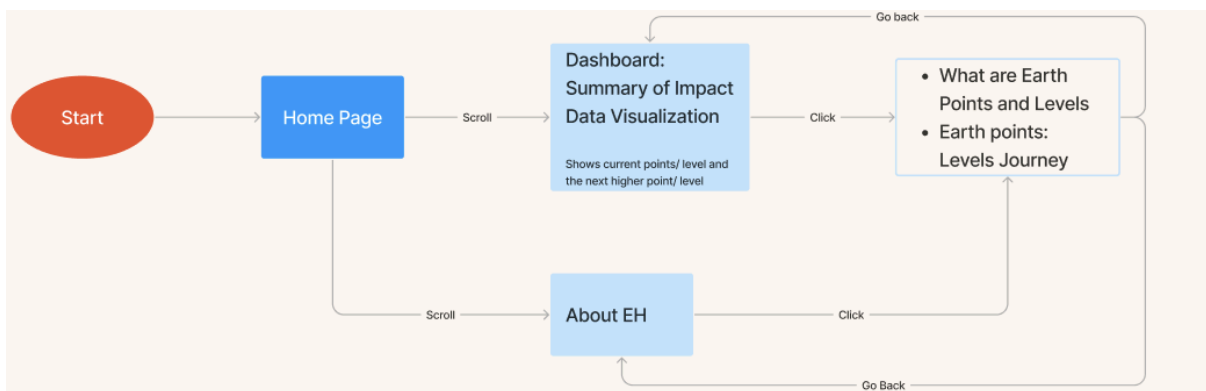 Go back
Start
Home Page
Scroll
Dashboard:
Summary of Impact
Data Visualization
Shows current points/ level and
the next higher point/ level
Click
• What are Earth
Points and Levels
• Earth points:
Levels Journey
Scroll
About EH
Click
Go Back